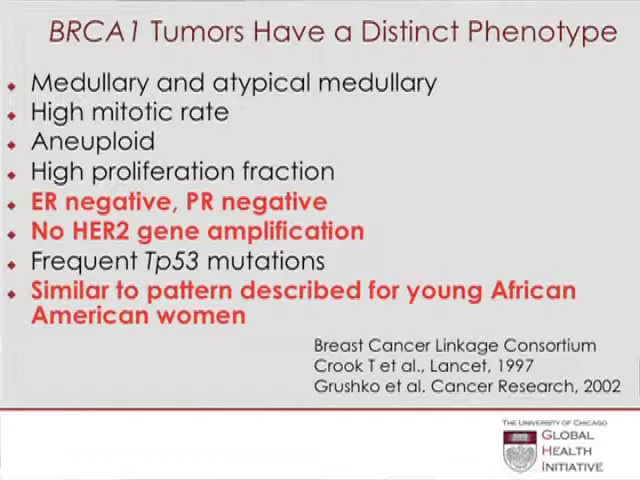 BRCA1 Tumors Have a Distinct Phenotype
Medullary and atypical medullary
High mitotic rate
Aneuploid
High proliferation fraction
ER negative, PR negative
No HER2 gene amplification
Frequent Tp53 mutations
Similar to pattern described for young African
American women
Breast Cancer Linkage Consortium
Crook T et al., Lancet, 1997
Grushko et al. Cancer Research, 2002
THE UNIVERSITY OF CHICAGO
GLOBAL
HEALTH
INITIATIVE